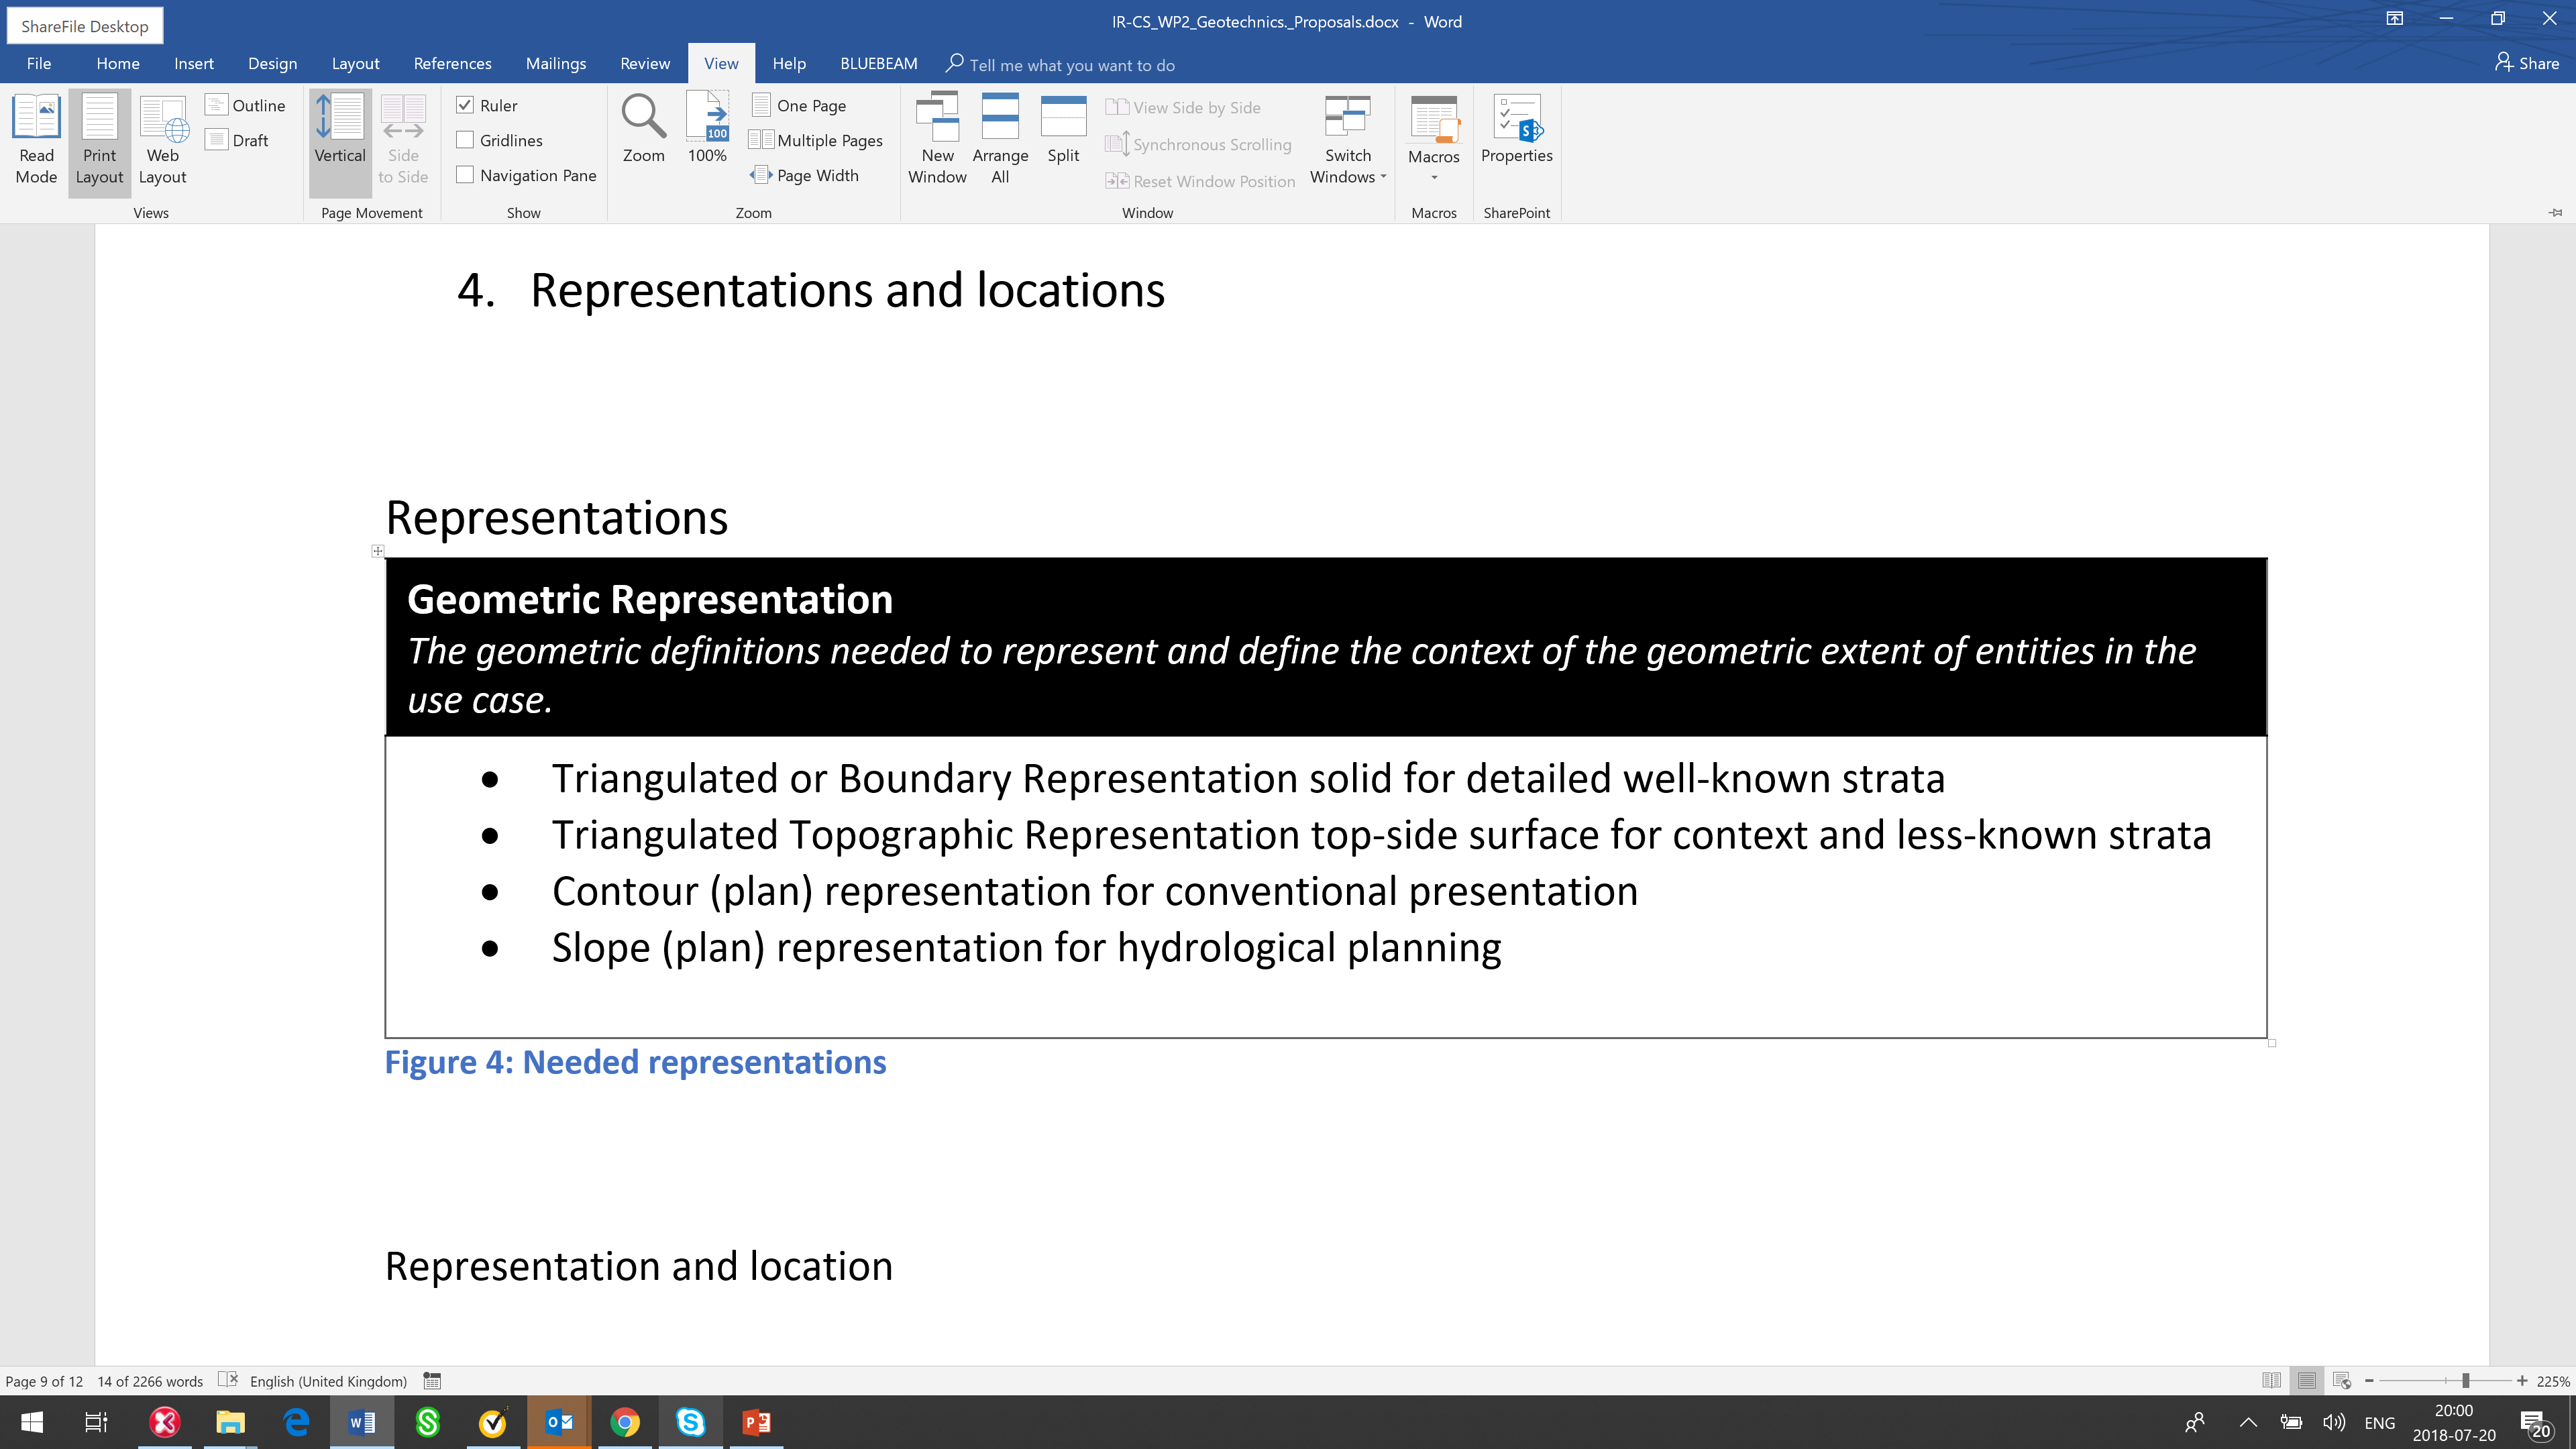 ShareFile Desktop
IR-CS_WP2_Geotechnics._Proposals.docx - Word
File Home Insert Design Layout References Mailings Review View Help BLUEBEAM Tell me what you want to do
Share
Read Mode
Print Layout
Web Layout
Outline
Draft
Views
Vertical
Side to Side
Page Movement
Ruler
Gridlines
Navigation Pane
Show
Zoom
100
100%
One Page
Multiple Pages
Page Width
Zoom
New Window
Arrange All
Split
View Side by Side
Synchronous Scrolling
Reset Window Position
Switch Windows
Window
Macros
Macros
Properties
SharePoint
4. Representations and locations
Representations
Geometric Representation
The geometric definitions needed to represent and define the context of the geometric extent of entities in the
use case.
• Triangulated or Boundary Representation solid for detailed well-known strata
• Triangulated Topographic Representation top-side surface for context and less-known strata
• Contour (plan) representation for conventional presentation
• Slope (plan) representation for hydrological planning
Figure 4: Needed representations
Representation and location
Page 9 of 12 14 of 2266 words English (United Kingdom)
225%
ENG
20:00
2018-07-20
20